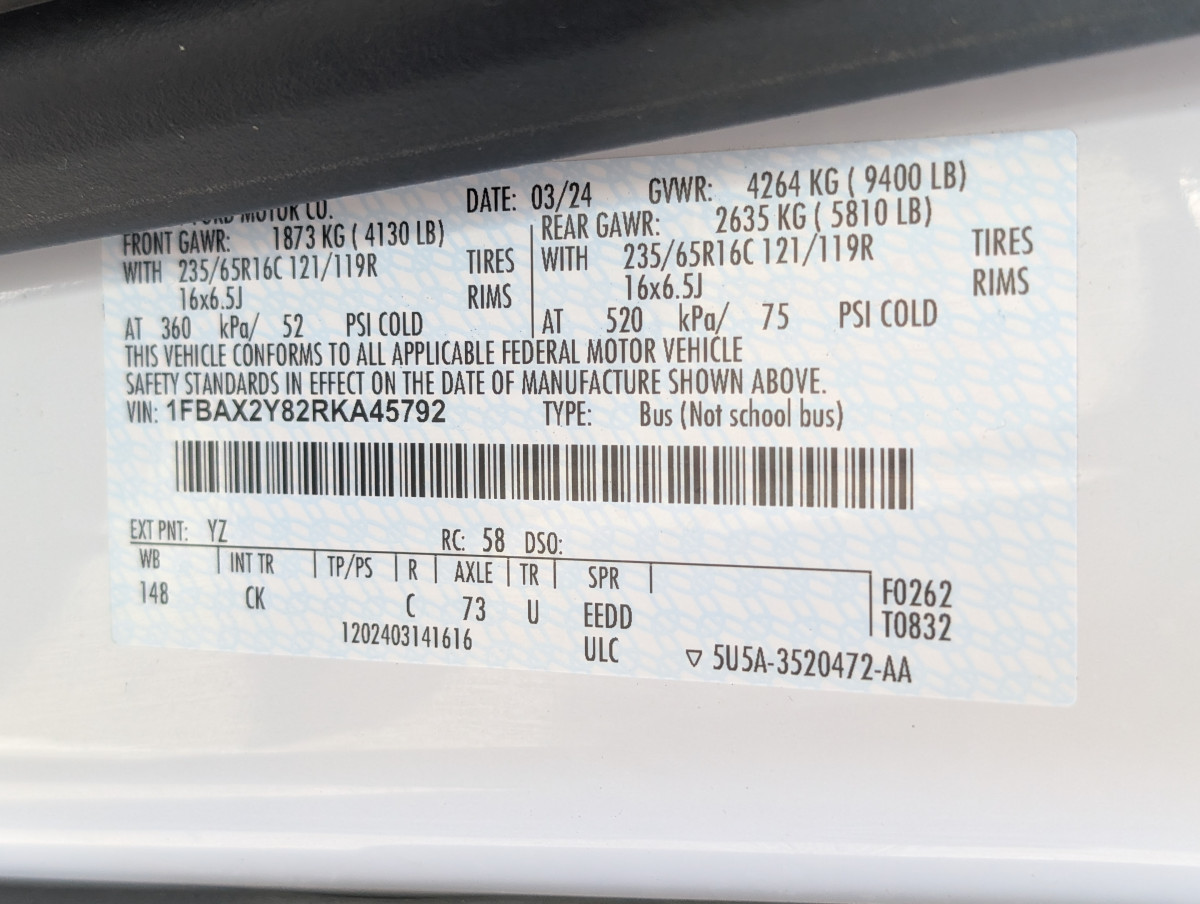 FORD MOTOR CO. DATE: 03/24 GVWR: 4264 KG ( 9400 LB)
FRONT GAWR: 1873 KG ( 4130 LB) REAR GAWR: 2635 KG ( 5810 LB)
WITH 235/65R16C 121/119R TIRES WITH 235/65R16C 121/119R TIRES
16x6.5J RIMS 16x6.5J RIMS
AT 360 kPa/ 52 PSI COLD AT 520 kPa/ 75 PSI COLD
THIS VEHICLE CONFORMS TO ALL APPLICABLE FEDERAL MOTOR VEHICLE
SAFETY STANDARDS IN EFFECT ON THE DATE OF MANUFACTURE SHOWN ABOVE.
VIN: 1FBAX2Y82RKA45792 TYPE: Bus (Not school bus)
EXT PNT: YZ RC: 58 DSO:
WB INT TR TP/PS R AXLE TR SPR
148 CK C 73 U EEDD F0262
1202403141616 ULC T0832
▽ 5U5A-3520472-AA